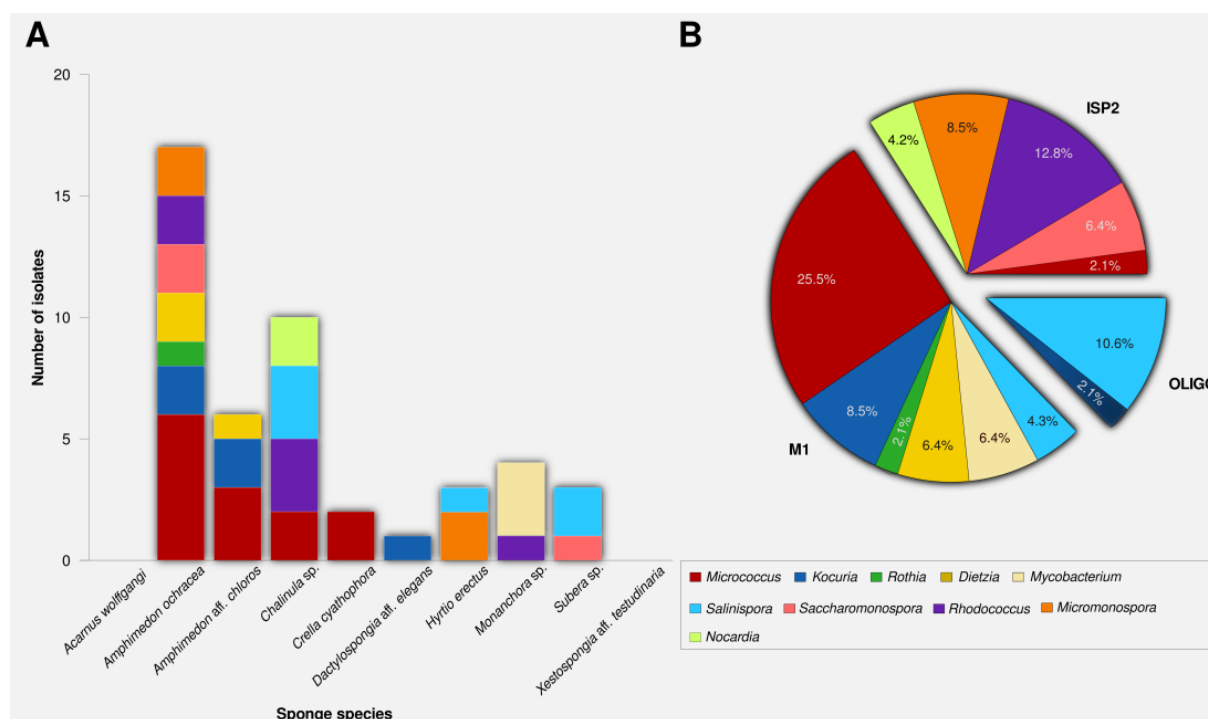 A
B
20
15
10
5
0
Number of isolates
Acarnus wolffgangi
Amphimedon ochracea
Amphimedon aff. chloros
Chalinula sp.
Crella cyathophora
Dactylospongia aff. elegans
Hyrtio erectus
Monanchora sp.
Subera sp.
Xestospongia aff. testudinaria
Sponge species
ISP2
4.2%
8.5%
12.8%
6.4%
2.1%
25.5%
8.5%
2.1%
6.4%
6.4%
4.3%
M1
10.6%
2.1%
OLIGO
Micrococcus Kocuria Rothia Dietzia Mycobacterium
Salinispora Saccharomonospora Rhodococcus Micromonospora
Nocardia